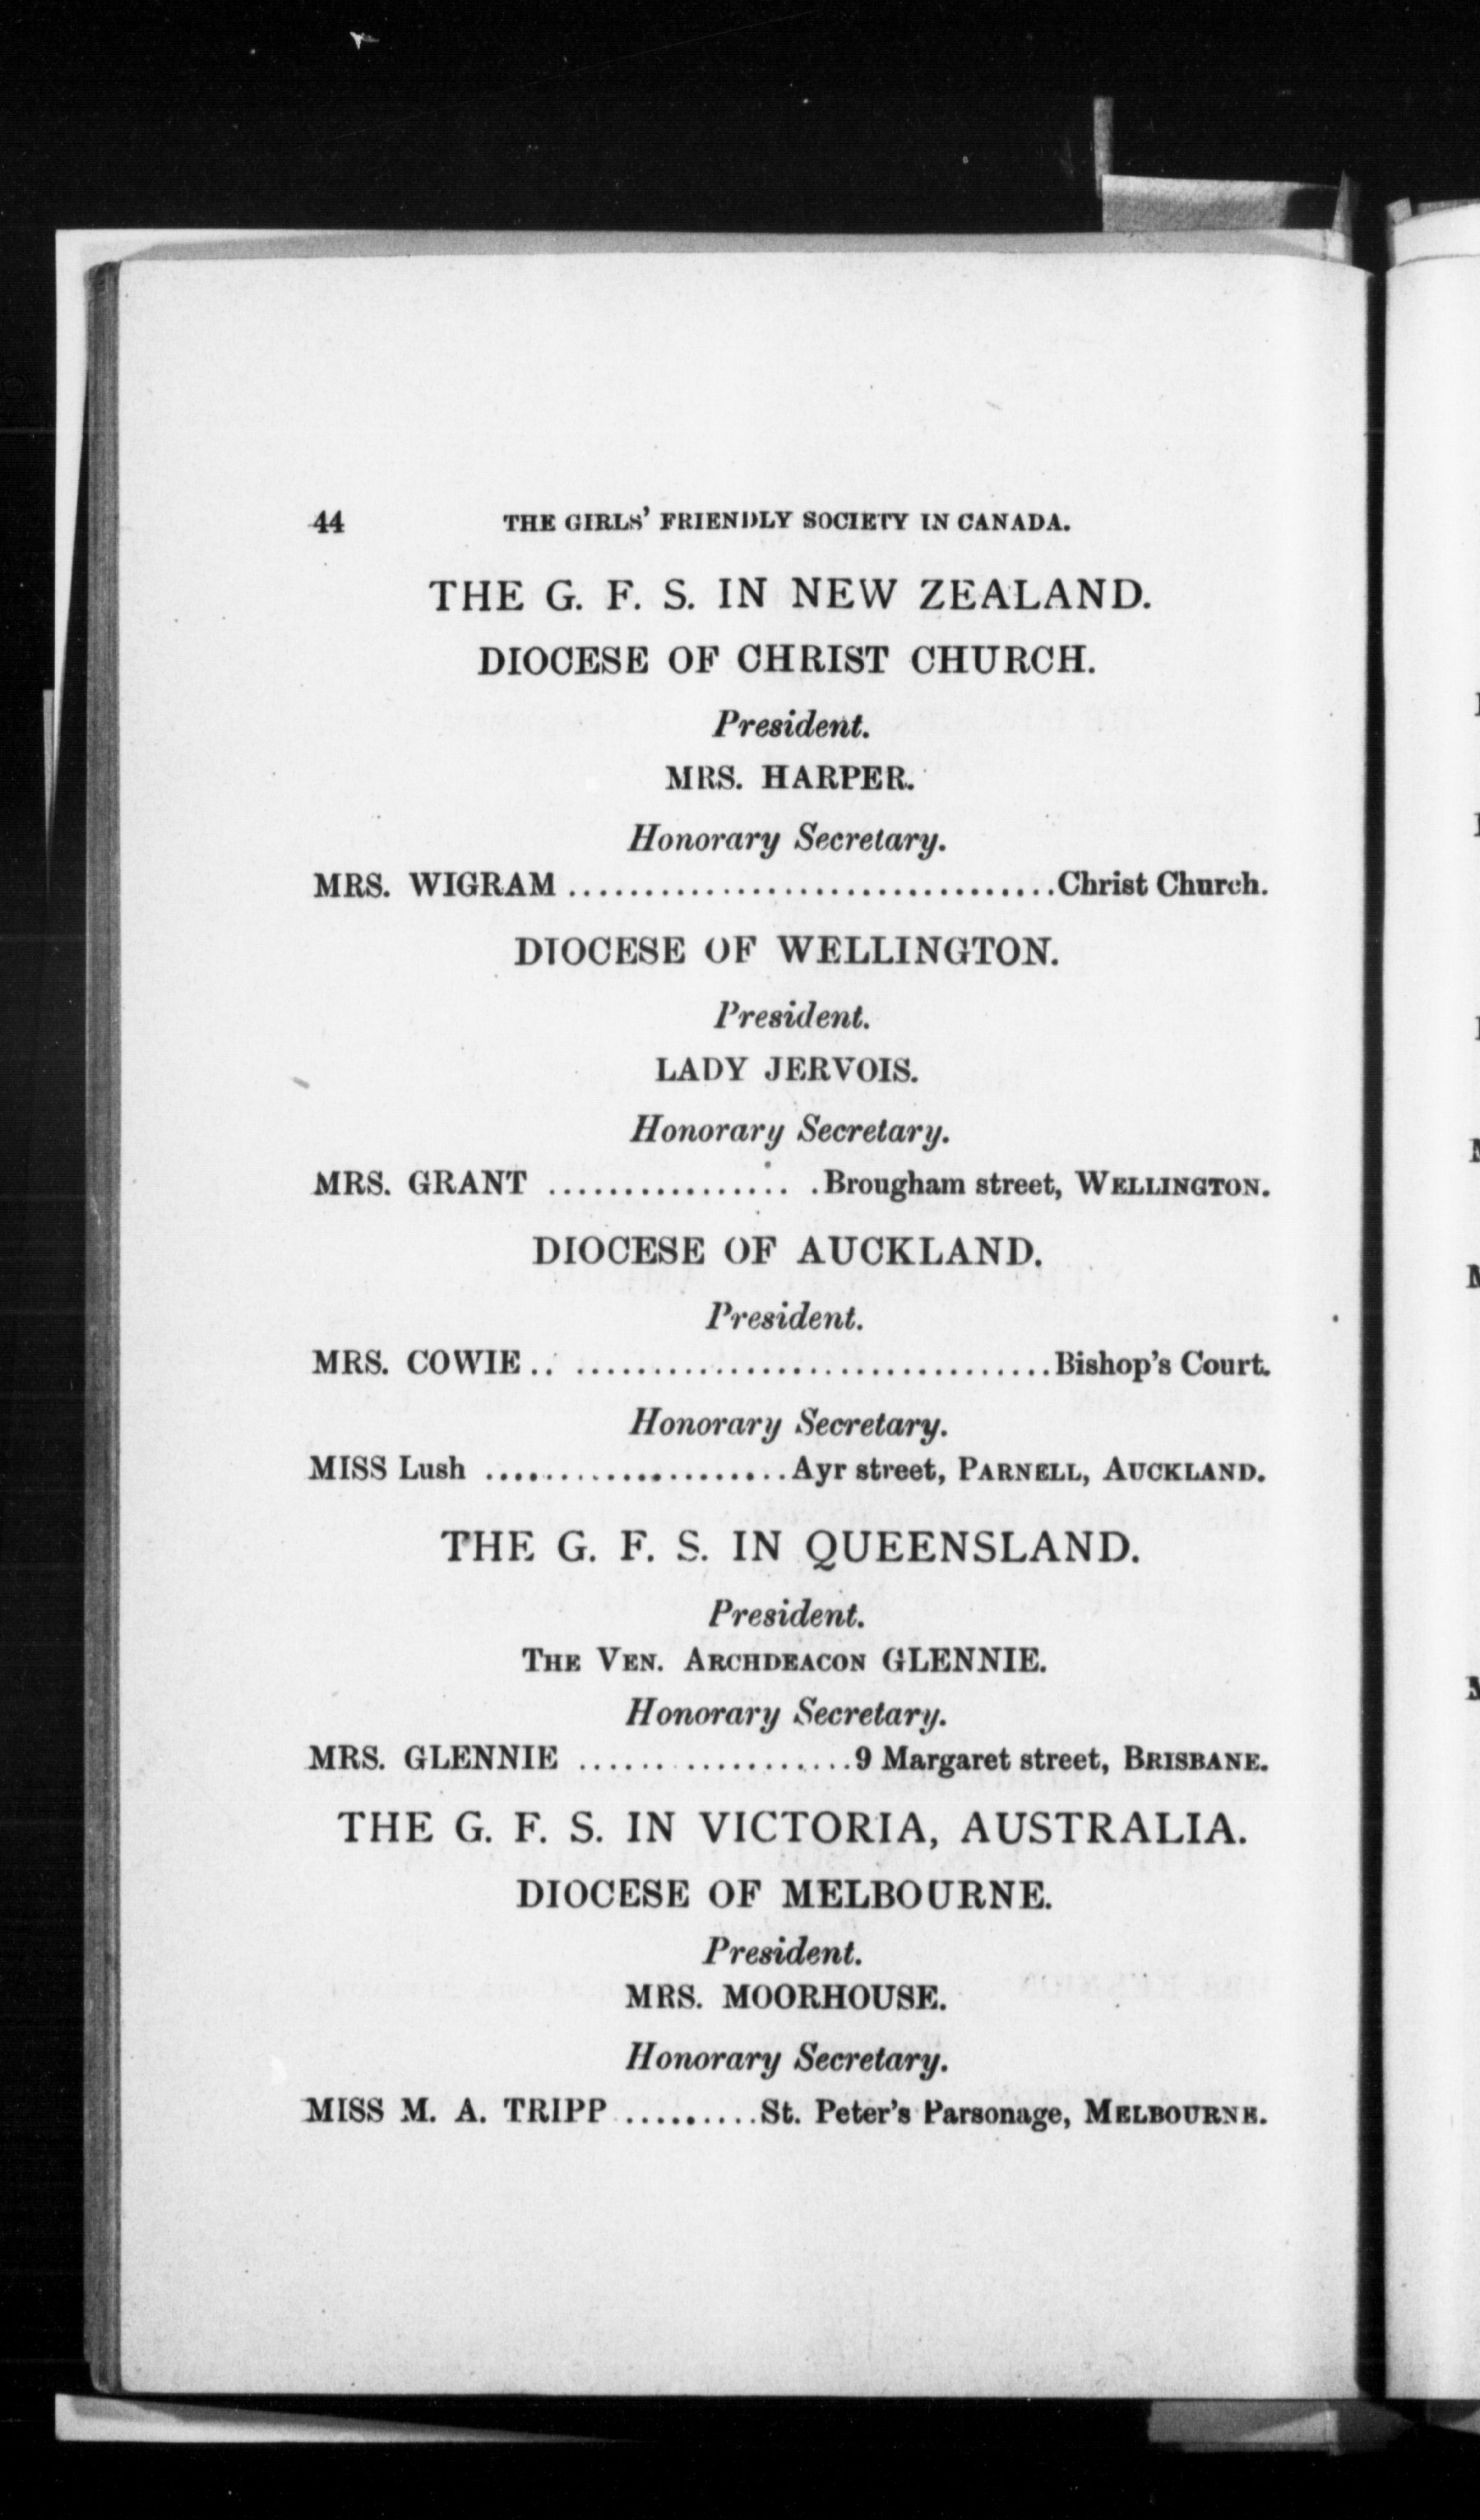 44 THE GIRLS' FRIENDLY SOCIETY IN CANADA.
THE G. F. S. IN NEW ZEALAND.
DIOCESE OF CHRIST CHURCH.
President.
MRS. HARPER.
Honorary Secretary.
MRS. WIGRAM ................................Christ Church.
DIOCESE OF WELLINGTON.
President.
LADY JERVOIS.
Honorary Secretary.
MRS. GRANT ................ .Brougham street, WELLINGTON.
DIOCESE OF AUCKLAND.
President.
MRS. COWIE .. ...............................Bishop's Court.
Honorary Secretary.
MISS Lush ....................Ayr street, PARNELL, AUCKLAND.
THE G. F. S. IN QUEENSLAND.
President.
THE VEN. ARCHDEACON GLENNIE.
Honorary Secretary.
MRS. GLENNIE ..................9 Margaret street, BRISBANE.
THE G. F. S. IN VICTORIA, AUSTRALIA.
DIOCESE OF MELBOURNE.
President.
MRS. MOORHOUSE.
Honorary Secretary.
MISS M. A. TRIPP .........St. Peter's Parsonage, MELBOURNE.